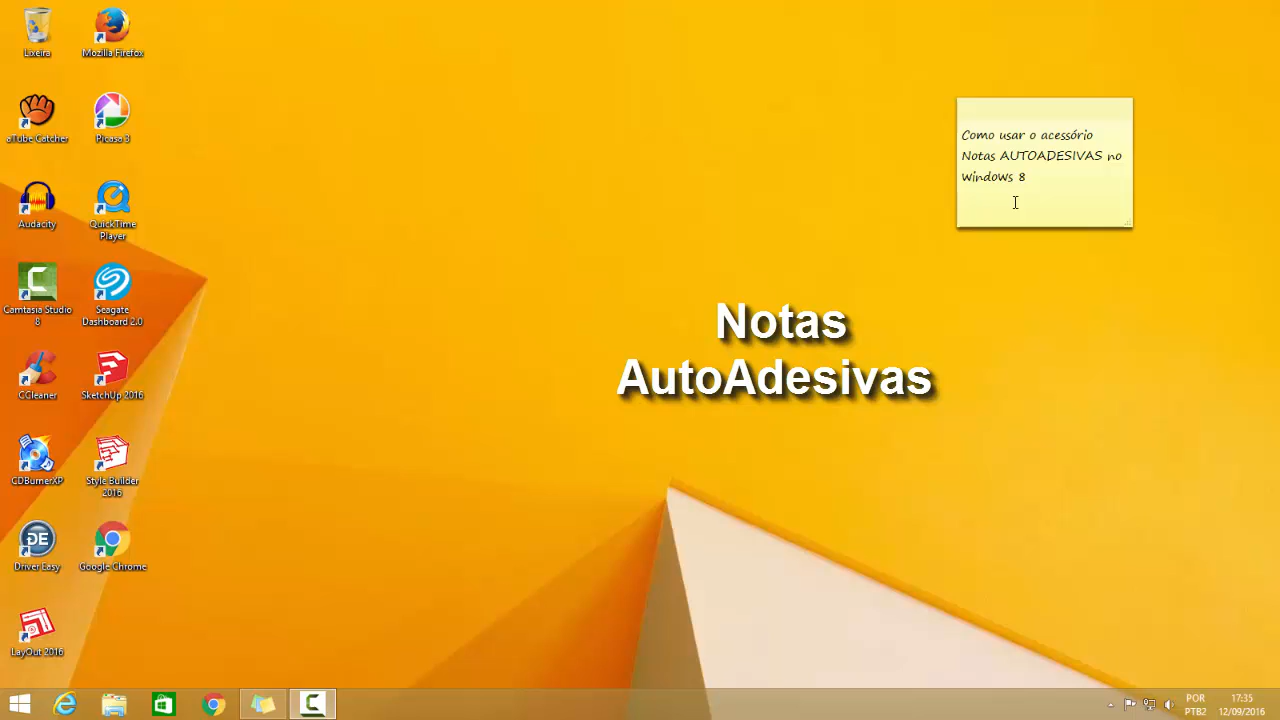 Lixeira
Mozilla Firefox
aTube Catcher
Picasa 3
Audacity
QuickTime
Player
Camtasia Studio
8
Seagate
Dashboard 2.0
CCleaner
SketchUp 2016
CDBurnerXP
Style Builder
2016
Driver Easy
Google Chrome
LayOut 2016
Como usar o acessório
Notas AUTOADESIVAS no
WindoWs 8
Notas
AutoAdesivas
POR
PTB2
17:35
12/09/2016